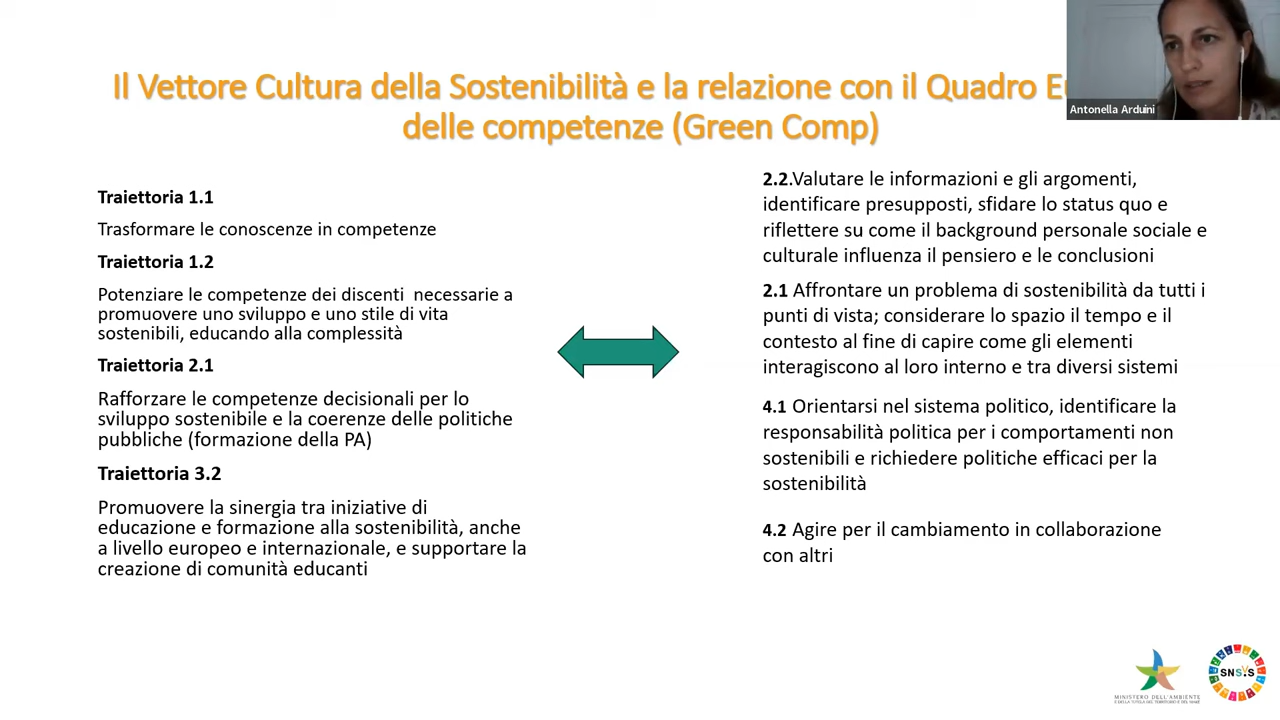 Il Vettore Cultura della Sostenibilità e la relazione con il Quadro
delle competenze (Green Comp)
Antonella Arduini
Traiettoria 1.1
Trasformare le conoscenze in competenze
Traiettoria 1.2
Potenziare le competenze dei discenti necessarie a
promuovere uno sviluppo e uno stile di vita
sostenibili, educando alla complessità
Traiettoria 2.1
Rafforzare le competenze decisionali per lo
sviluppo sostenibile e la coerenze delle politiche
pubbliche (formazione della PA)
Traiettoria 3.2
Promuovere la sinergia tra iniziative di
educazione e formazione alla sostenibilità, anche
a livello europeo e internazionale, e supportare la
creazione di comunità educanti
2.2.Valutare le informazioni e gli argomenti,
identificare presupposti, sfidare lo status quo e
riflettere su come il background personale sociale e
culturale influenza il pensiero e le conclusioni
2.1 Affrontare un problema di sostenibilità da tutti i
punti di vista; considerare lo spazio il tempo e il
contesto al fine di capire come gli elementi
interagiscono al loro interno e tra diversi sistemi
4.1 Orientarsi nel sistema politico, identificare la
responsabilità politica per i comportamenti non
sostenibili e richiedere politiche efficaci per la
sostenibilità
4.2 Agire per il cambiamento in collaborazione
con altri
MINISTERO DELL'AMBIENTE
E DELLA TUTELA DEL TERRITORIO E DEL MARE
SNSvS